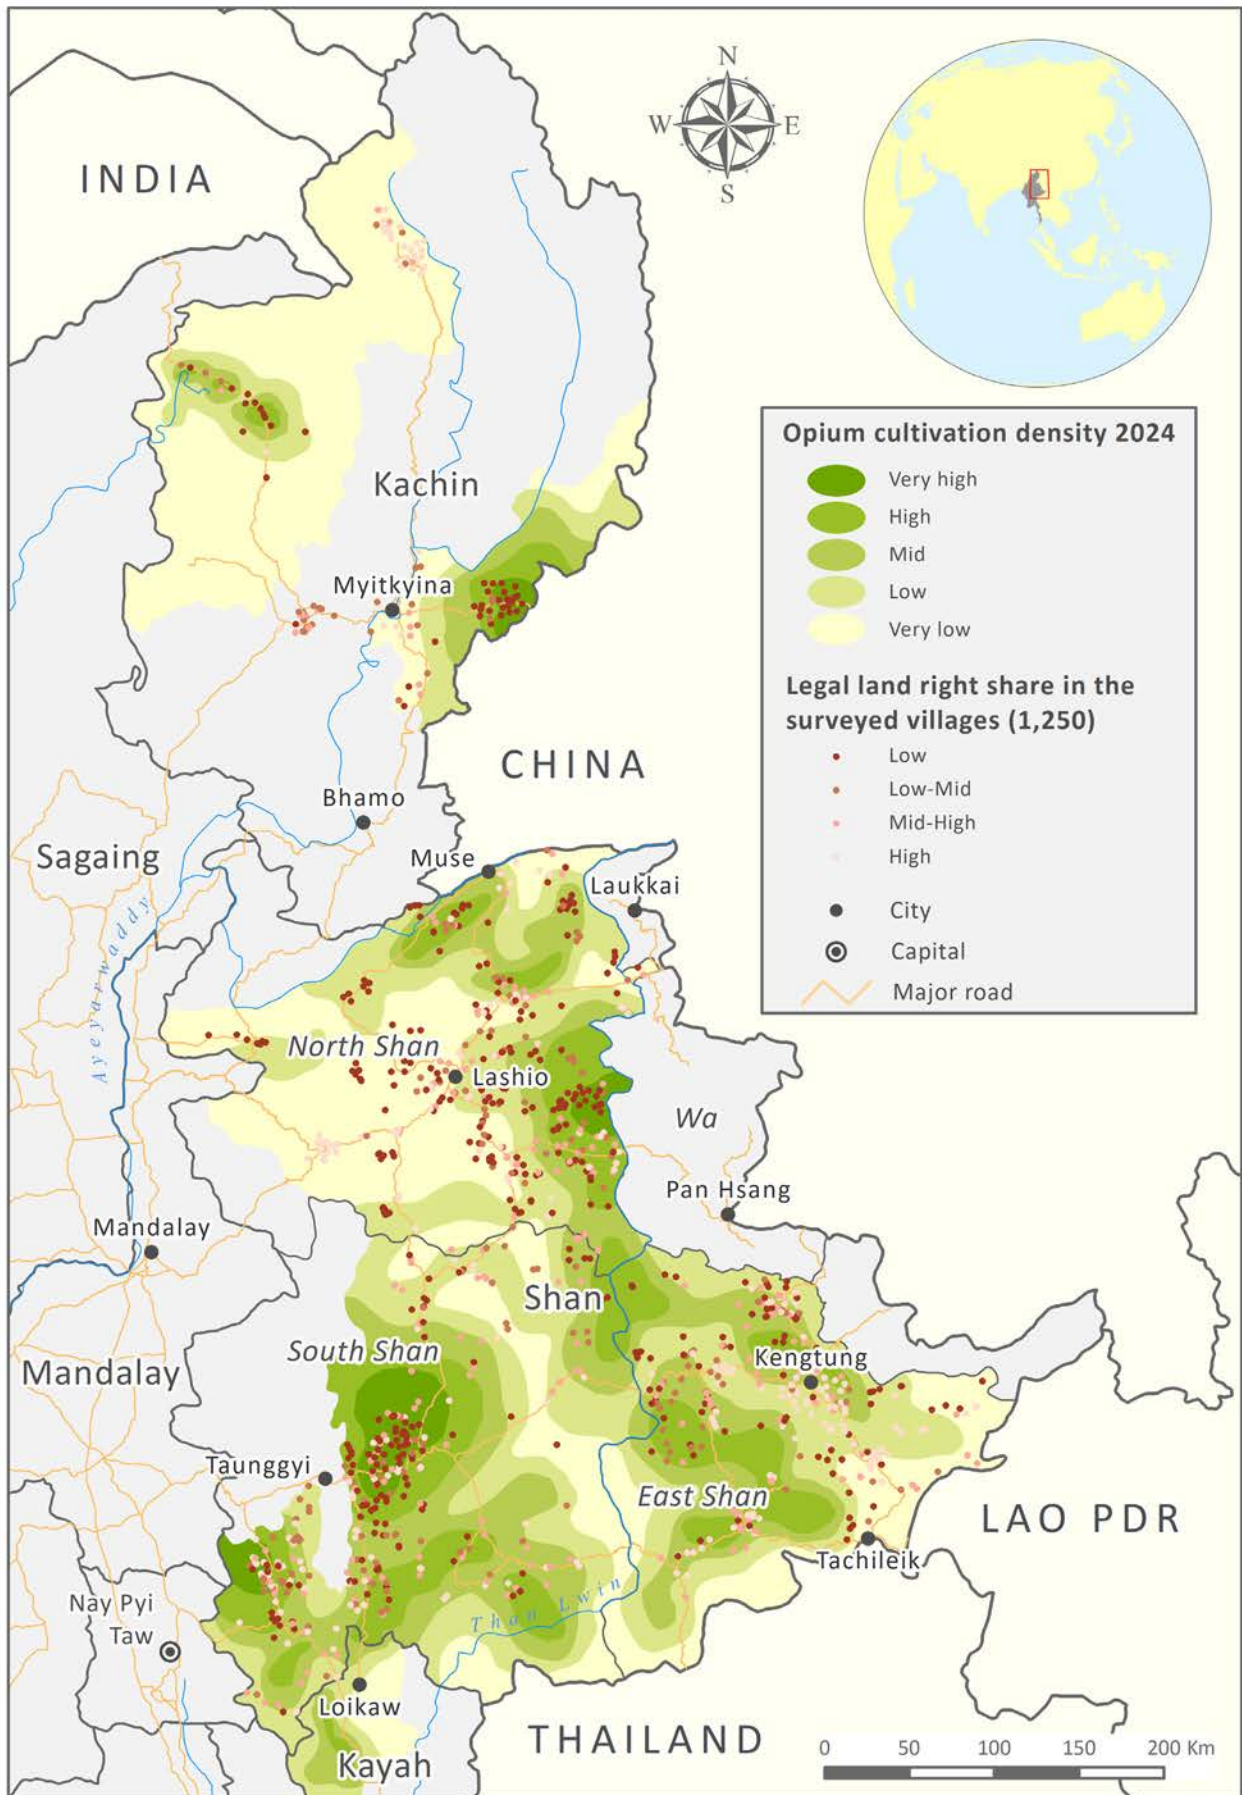 N
W
E
S
INDIA
Opium cultivation density 2024
Very high
High
Mid
Low
Very low
Legal land right share in the
surveyed villages (1,250)
Low
Low-Mid
Mid-High
High
City
Capital
Major road
Kachin
Myitkyina
CHINA
Bhamo
Sagaing
Muse
Laukkai
Ayeyarwaddy
North Shan
Lashio
Wa
Pan Hsang
Mandalay
Shan
South Shan
Mandalay
Kengtung
Taunggyi
East Shan
LAO PDR
Tachileik
Nay Pyi
Taw
Than Lwin
Loikaw
THAILAND
Kayah
0 50 100 150 200 Km